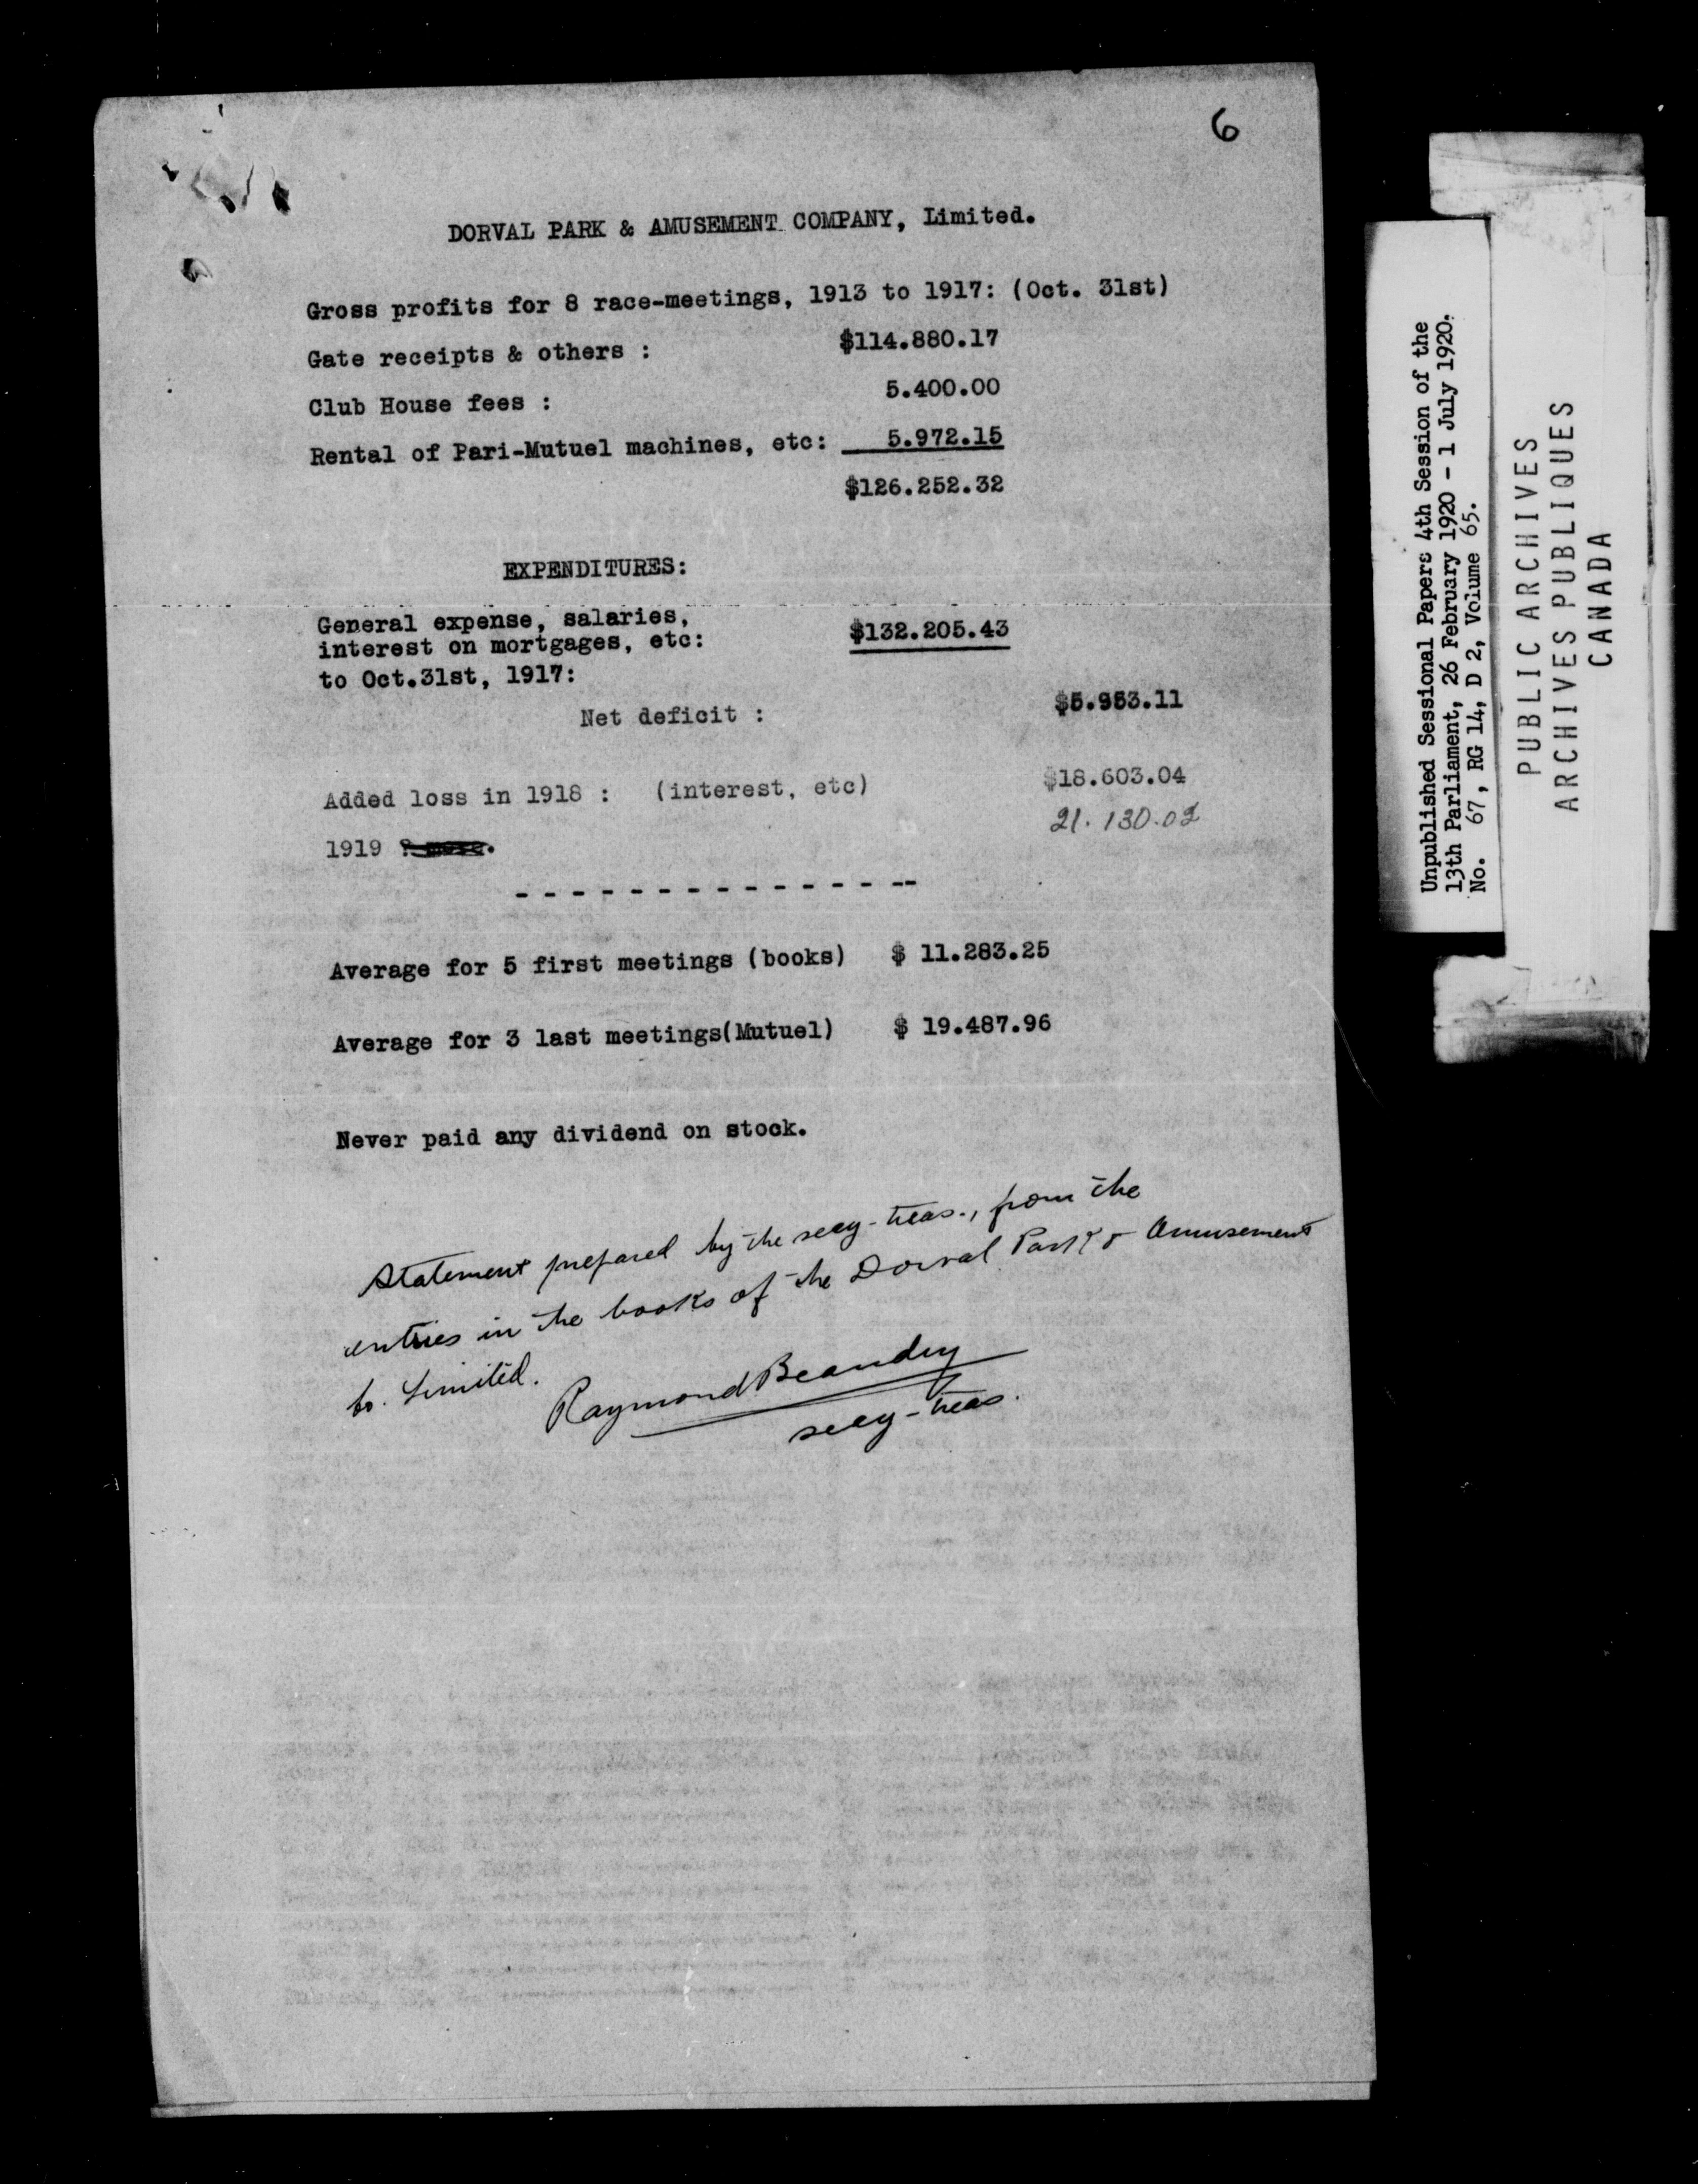 6
DORVAL PARK & AMUSEMENT COMPANY, Limited.
Gross profits for 8 race-meetings, 1913 to 1917: (Oct. 31st)
Gate receipts & others : $114.880.17
Club House fees : 5.400.00
Rental of Pari-Mutuel machines, etc: 5.972.15
$126.252.32
EXPENDITURES:
General expense, salaries,
interest on mortgages, etc: $132.205.43
to Oct.31st, 1917:
Net deficit : $5.953.11
Added loss in 1918 : (interest, etc) $18.603.04
1919 21.130.02
Average for 5 first meetings (books) $ 11.283.25
Average for 3 last meetings(Mutuel) $ 19.487.96
Never paid any dividend on stock.
Statement prepared by the secy-treas., from the
entries in the books of the Dorval Park & Amusement
Co. Limited.
Raymond Beaudry
secy-treas.
Unpublished Sessional Papers 4th Session of the
13th Parliament, 26 February 1920 - 1 July 1920.
No. 67, RG 14, D 2, Volume 65.
PUBLIC ARCHIVES
ARCHIVES PUBLIQUES
CANADA